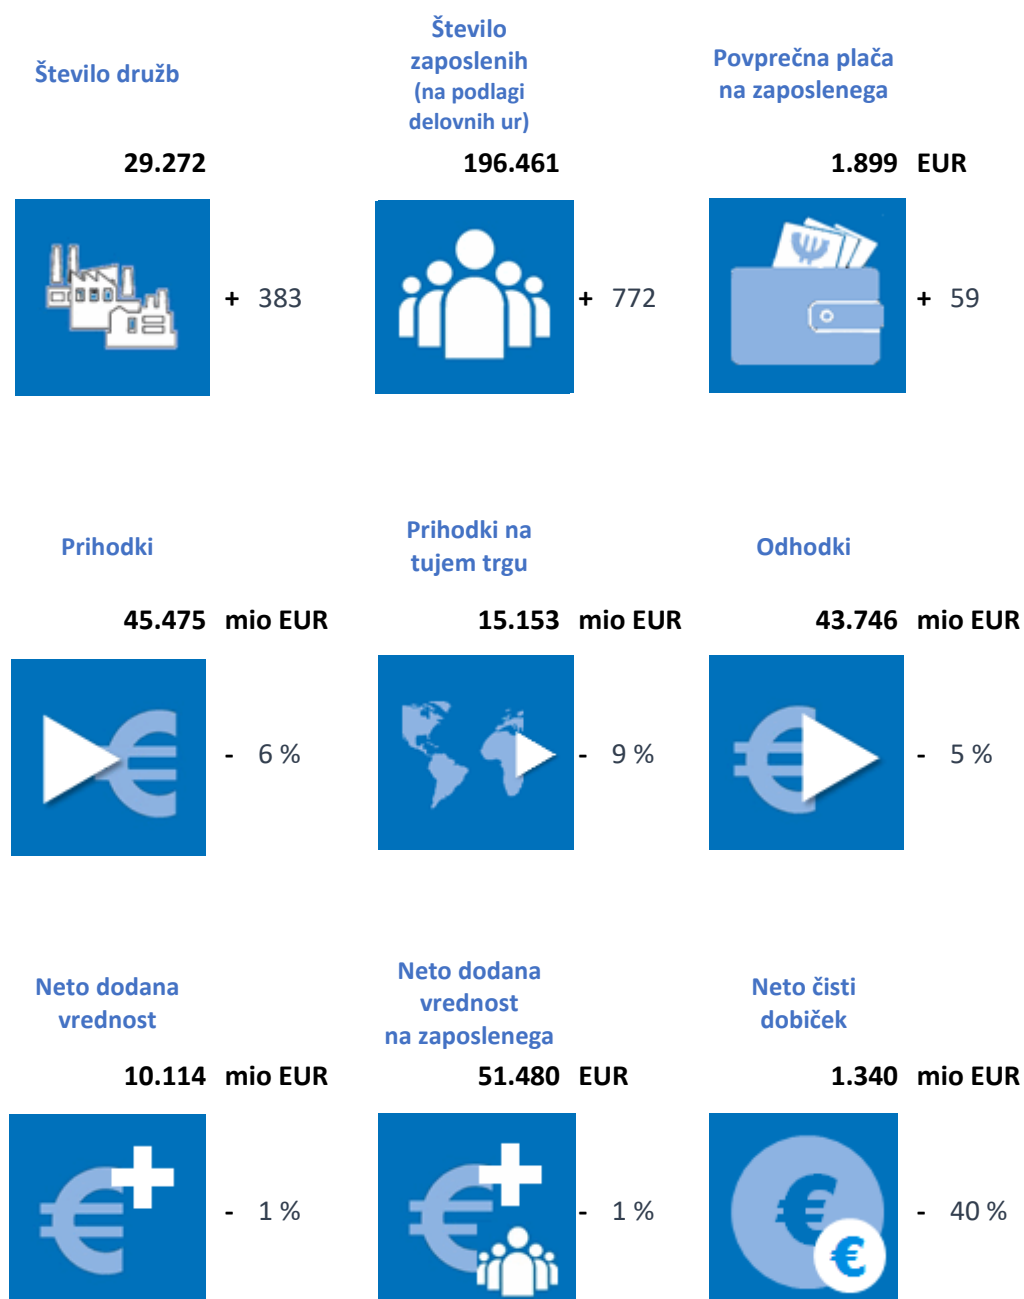 Število družb
Število
zaposlenih
(na podlagi
delovnih ur)
Povprečna plača
na zaposlenega
29.272
196.461
1.899 EUR
+ 383
+ 772
+ 59
Prihodki
Prihodki na
tujem trgu
Odhodki
45.475 mio EUR
15.153 mio EUR
43.746 mio EUR
- 6 %
- 9 %
- 5 %
Neto dodana
vrednost
Neto dodana
vrednost
na zaposlenega
Neto čisti
dobiček
10.114 mio EUR
51.480 EUR
1.340 mio EUR
- 1 %
- 1 %
- 40 %